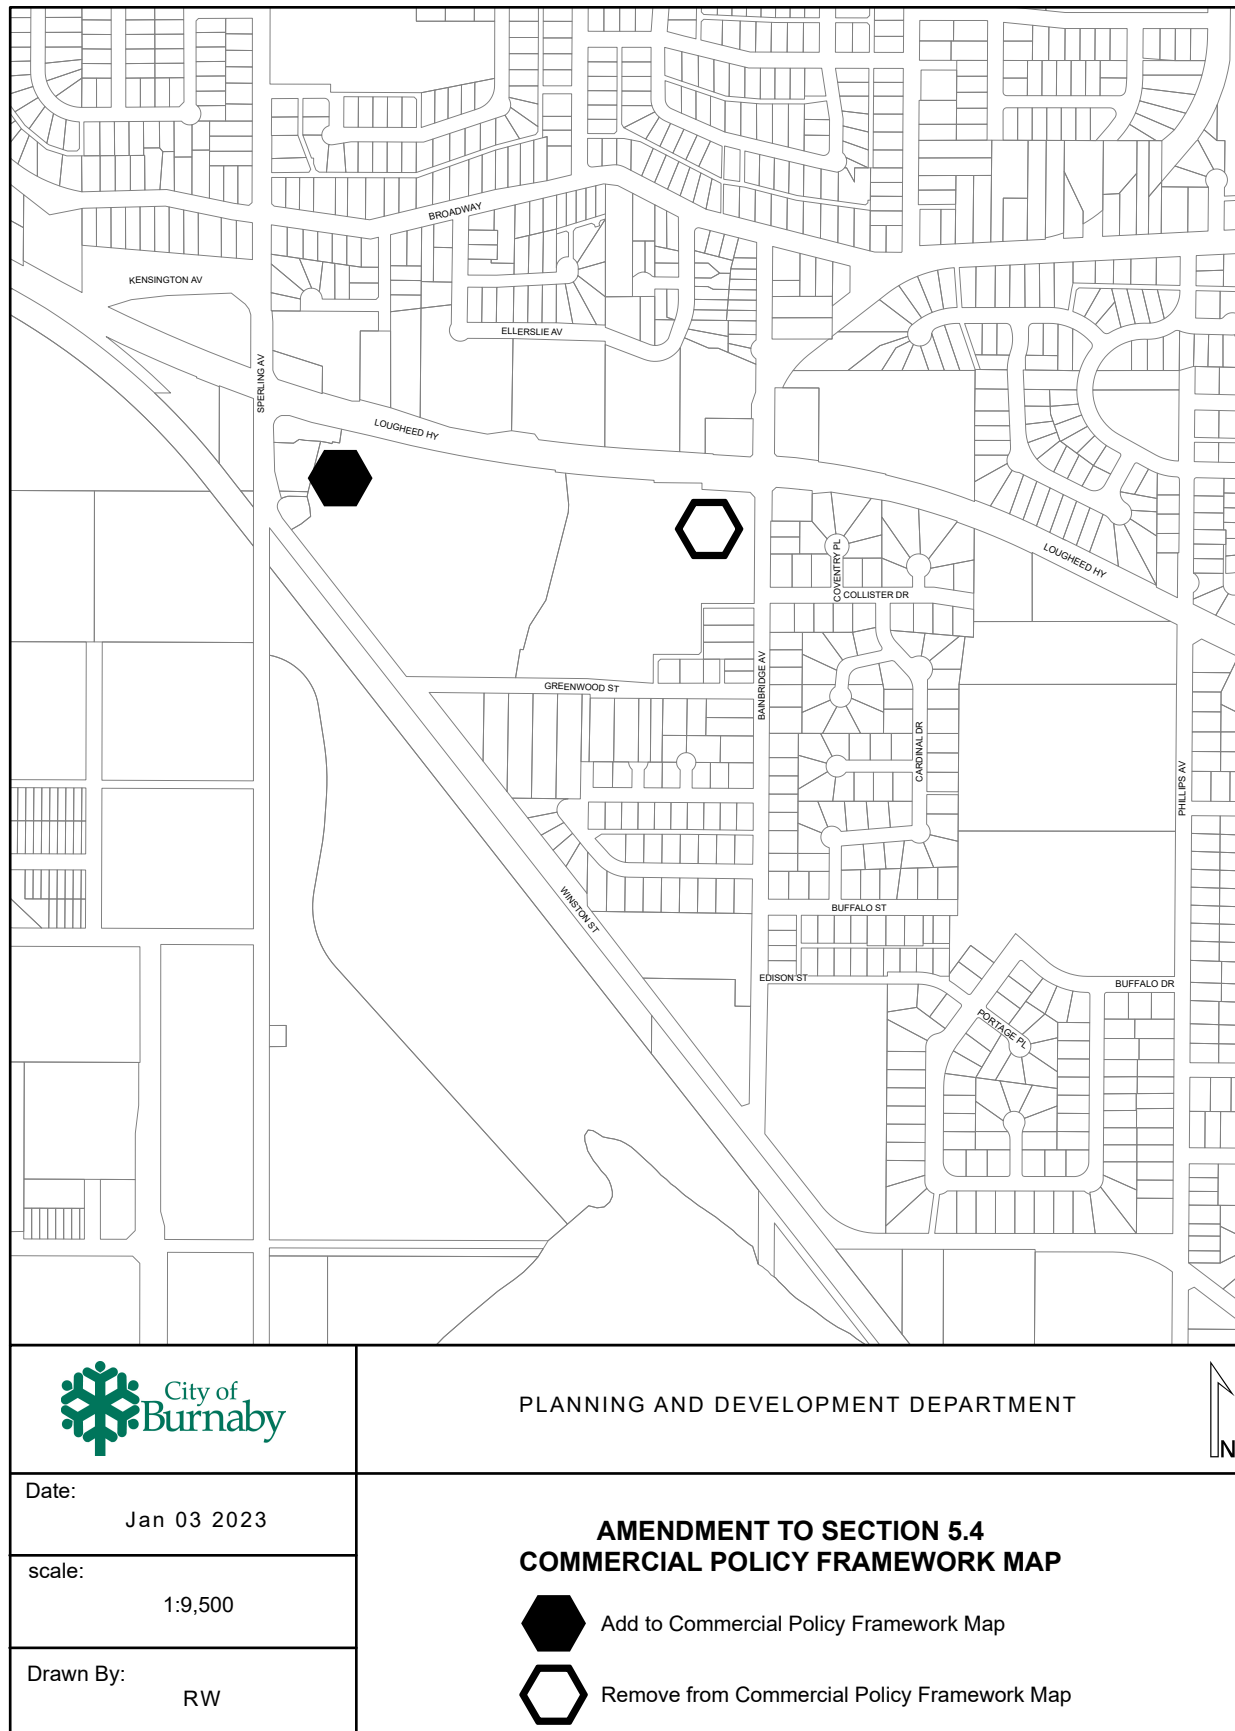 BROADWAY
KENSINGTON AV
ELLERSLIE AV
SPERLING AV
LOUGHEED HY
LOUGHEED HY
COVENTRY PL
COLLISTER DR
GREENWOOD ST
BAINBRIDGE AV
CARDINAL DR
PHILLIPS AV
WINSTON ST
BUFFALO ST
EDISON ST
BUFFALO DR
PORTAGE PL
City of
Burnaby
PLANNING AND DEVELOPMENT DEPARTMENT
N
Date:
Jan 03 2023
scale:
1:9,500
Drawn By:
RW
AMENDMENT TO SECTION 5.4
COMMERCIAL POLICY FRAMEWORK MAP
Add to Commercial Policy Framework Map
Remove from Commercial Policy Framework Map